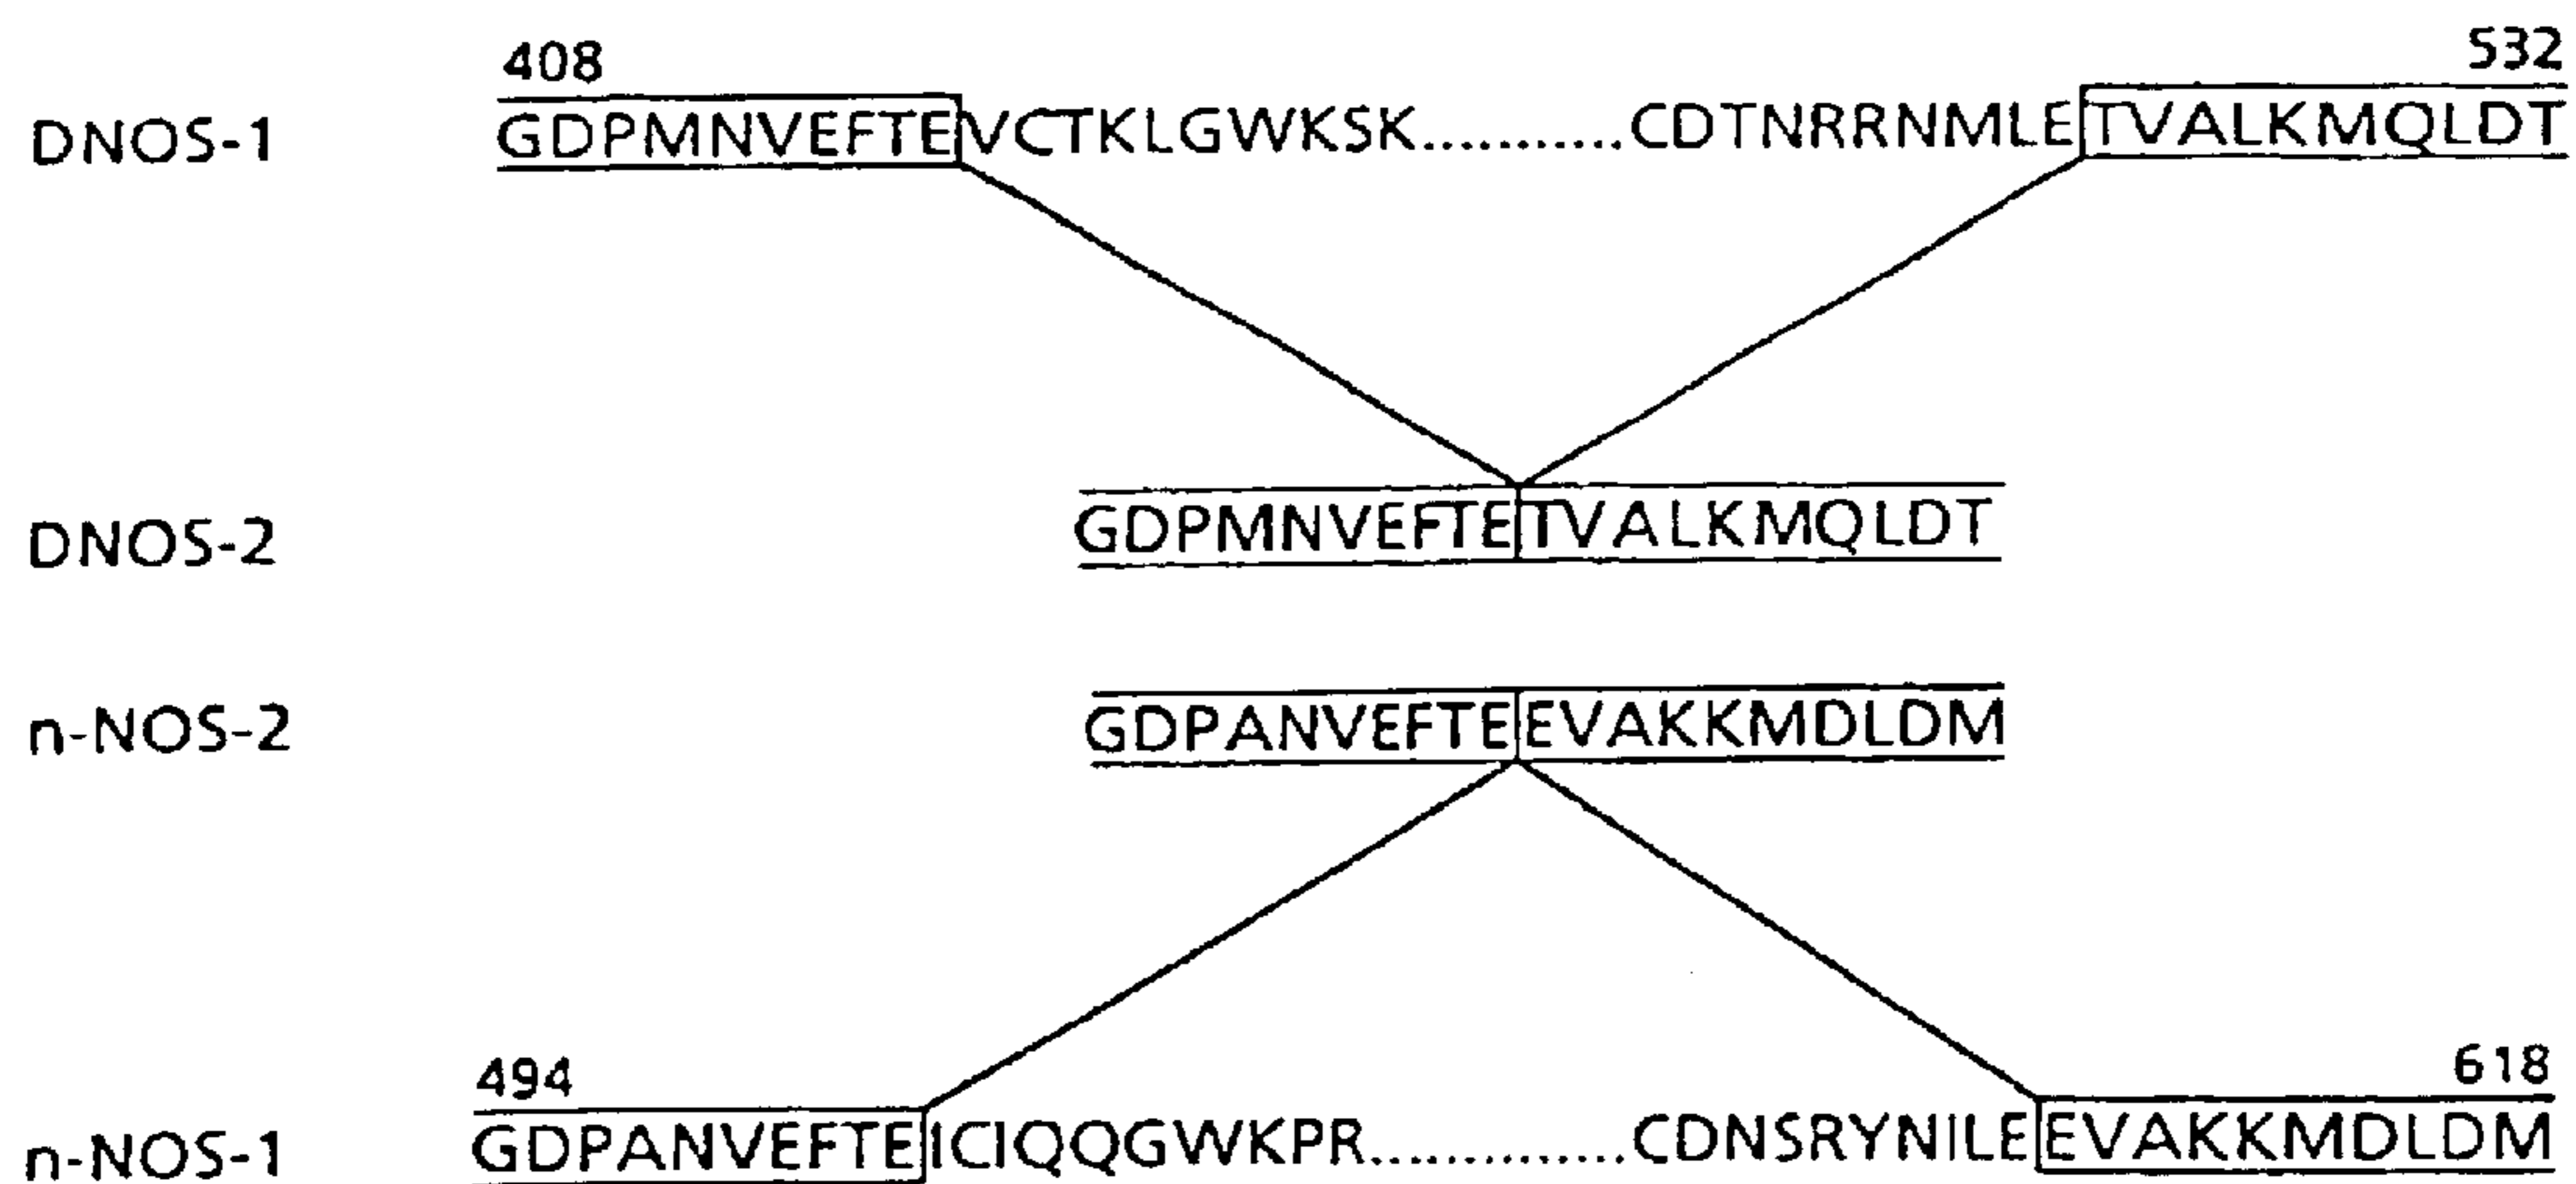 408 532
DNOS-1 GDPMNVEFTEVCTKLGWKSK...........CDTNRRNMLETVALKMQLDT
DNOS-2 GDPMNVEFTETVALKMQLDT
n-NOS-2 GDPANVEFTEEVAKKMDLDM
494 618
n-NOS-1 GDPANVEFTEICIQQGWKPR..............CDNSRYNILEEVAKKMDLDM